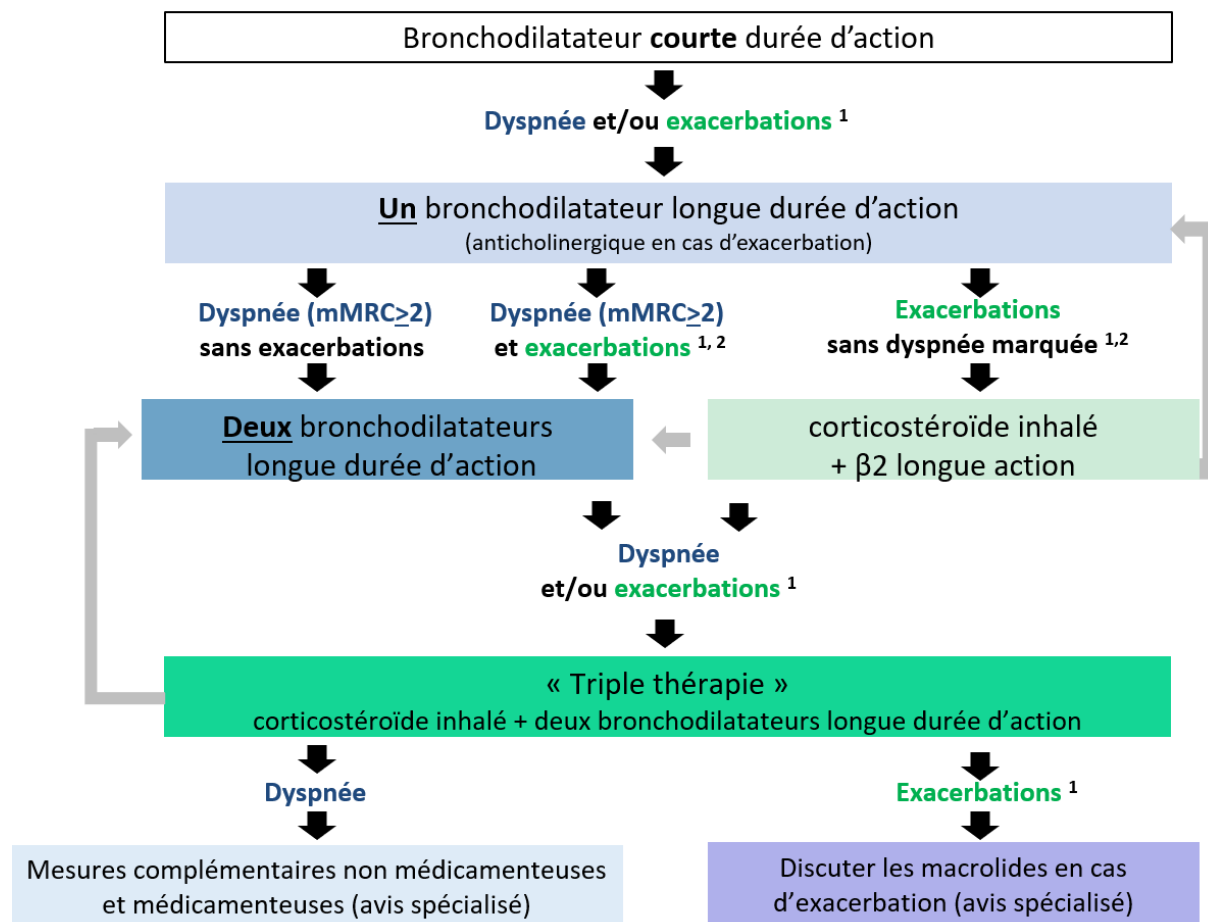 Bronchodilatateur courte durée d'action
Dyspnée et/ou exacerbations ¹
Un bronchodilatateur longue durée d'action
(anticholinergique en cas d'exacerbation)
Dyspnée (mMRC≥2)
sans exacerbations
Dyspnée (mMRC≥2)
et exacerbations ¹, ²
Exacerbations
sans dyspnée marquée ¹,²
Deux bronchodilatateurs
longue durée d'action
corticostéroïde inhalé
+ β2 longue action
Dyspnée
et/ou exacerbations ¹
« Triple thérapie »
corticostéroïde inhalé + deux bronchodilatateurs longue durée d'action
Dyspnée
Exacerbations ¹
Mesures complémentaires non médicamenteuses
et médicamenteuses (avis spécialisé)
Discuter les macrolides en cas
d'exacerbation (avis spécialisé)